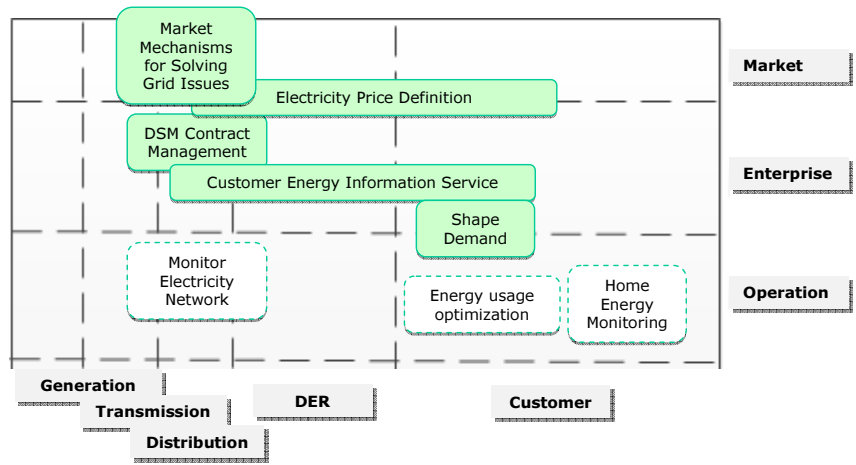 Market
Mechanisms
for Solving
Grid Issues
Market
Electricity Price Definition
DSM Contract
Management
Enterprise
Customer Energy Information Service
Shape
Demand
Monitor
Electricity
Network
Energy usage
optimization
Home
Energy
Monitoring
Operation
Generation
Transmission
Distribution
DER
Customer